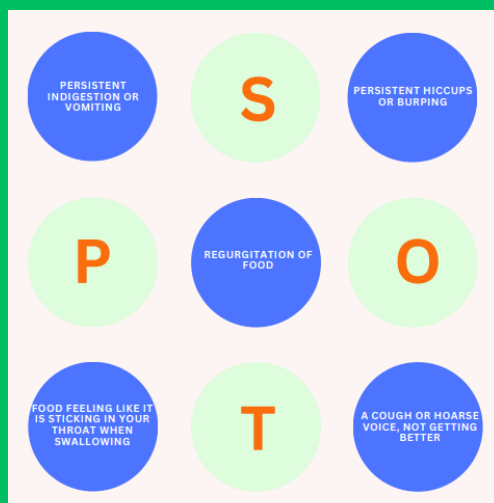 PERSISTENT
INDIGESTION OR
VOMITING
S
PERSISTENT HICCUPS
OR BURPING
P
REGURGITATION OF
FOOD
O
FOOD FEELING LIKE IT
IS STICKING IN YOUR
THROAT WHEN
SWALLOWING
T
A COUGH OR HOARSE
VOICE, NOT GETTING
BETTER